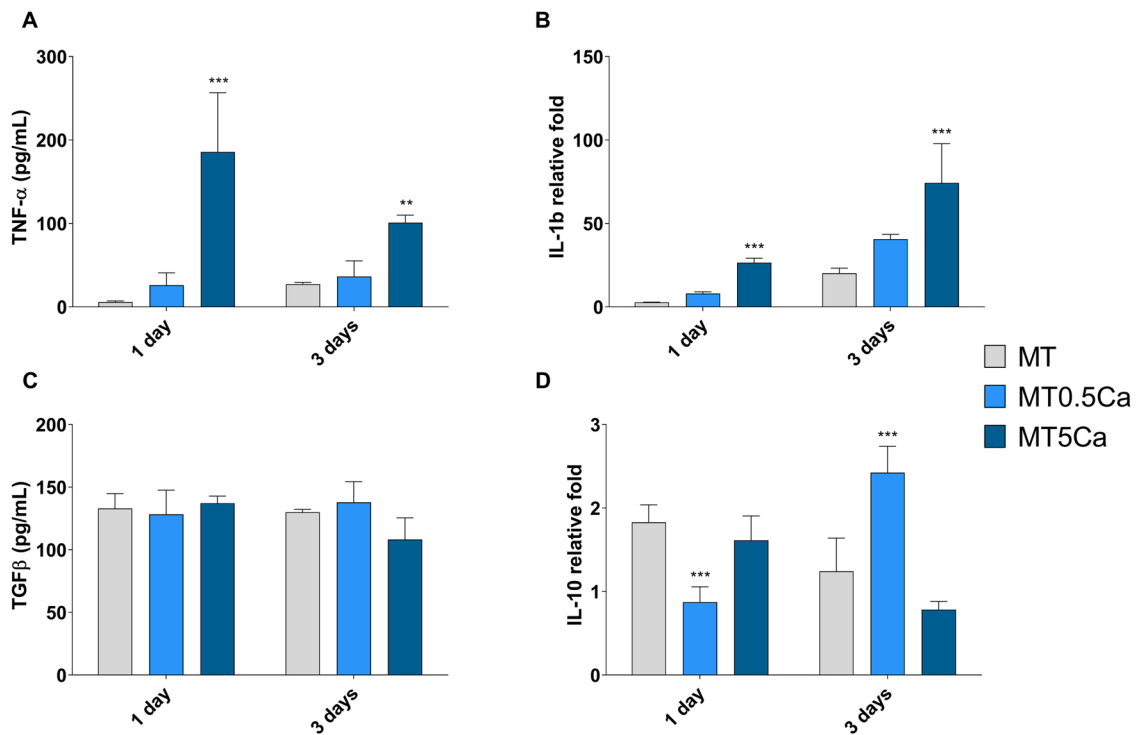 A
TNF-α (pg/mL)
300
200
100
0
***
**
1 day
3 days
B
IL-1b relative fold
150
100
50
0
***
***
1 day
3 days
C
TGFβ (pg/mL)
200
150
100
50
0
1 day
3 days
D
IL-10 relative fold
3
2
1
0
***
***
1 day
3 days
MT
MT0.5Ca
MT5Ca